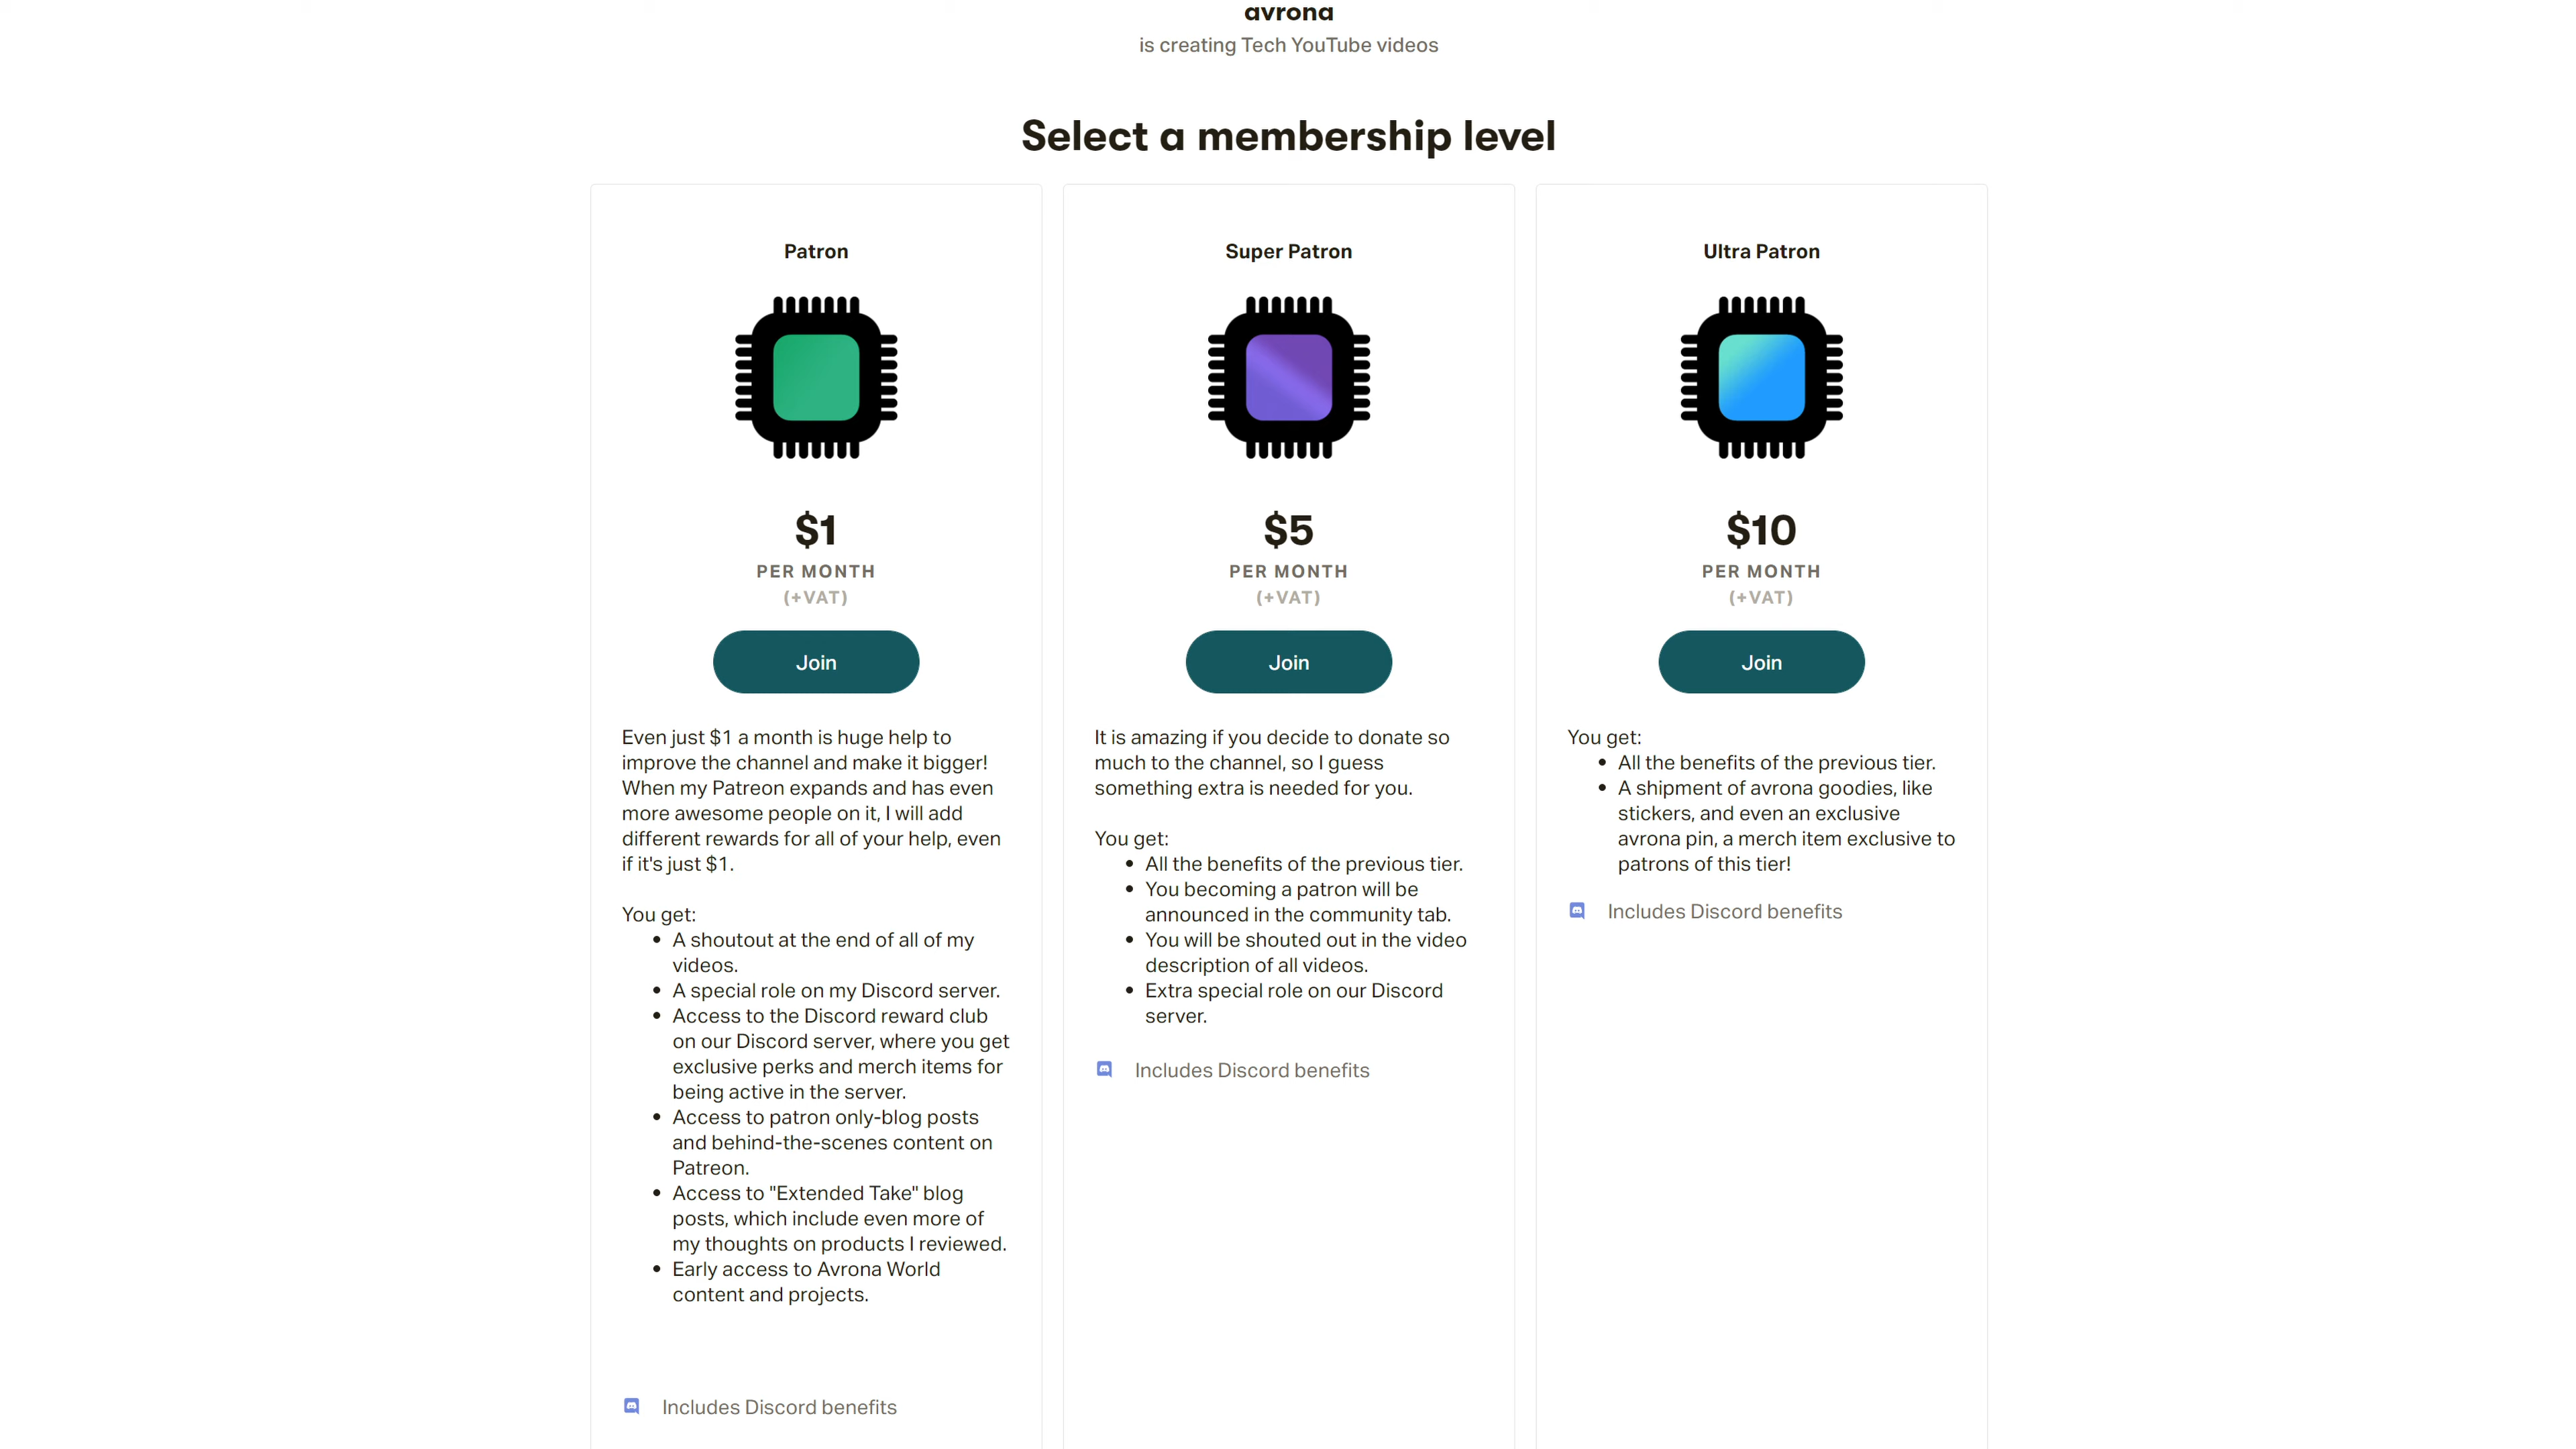 avrona
is creating Tech YouTube videos
Select a membership level
Patron
$1
PER MONTH
(+VAT)
Join
Even just $1 a month is huge help to
improve the channel and make it bigger!
When my Patreon expands and has even
more awesome people on it, I will add
different rewards for all of your help, even
if it's just $1.
You get:
A shoutout at the end of all of my
videos.
A special role on my Discord server.
Access to the Discord reward club
on our Discord server, where you get
exclusive perks and merch items for
being active in the server.
Access to patron only-blog posts
and behind-the-scenes content on
Patreon.
Access to "Extended Take" blog
posts, which include even more of
my thoughts on products I reviewed.
Early access to Avrona World
content and projects.
Includes Discord benefits
Super Patron
$5
PER MONTH
(+VAT)
Join
It is amazing if you decide to donate so
much to the channel, so I guess
something extra is needed for you.
You get:
All the benefits of the previous tier.
You becoming a patron will be
announced in the community tab.
You will be shouted out in the video
description of all videos.
Extra special role on our Discord
server.
Includes Discord benefits
Ultra Patron
$10
PER MONTH
(+VAT)
Join
You get:
All the benefits of the previous tier.
A shipment of avrona goodies, like
stickers, and even an exclusive
avrona pin, a merch item exclusive to
patrons of this tier!
Includes Discord benefits